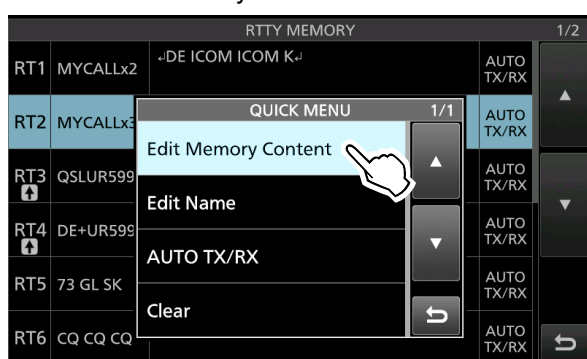 RTTY MEMORY 1/2
RT1 MYCALLx2 ↲DE ICOM ICOM K↲ AUTO TX/RX
RT2 MYCALLx3 AUTO TX/RX
QUICK MENU 1/1
Edit Memory Content
Edit Name
AUTO TX/RX
Clear
RT3 QSLUR599 AUTO TX/RX
RT4 DE+UR599 AUTO TX/RX
RT5 73 GL SK AUTO TX/RX
RT6 CQ CQ CQ AUTO TX/RX